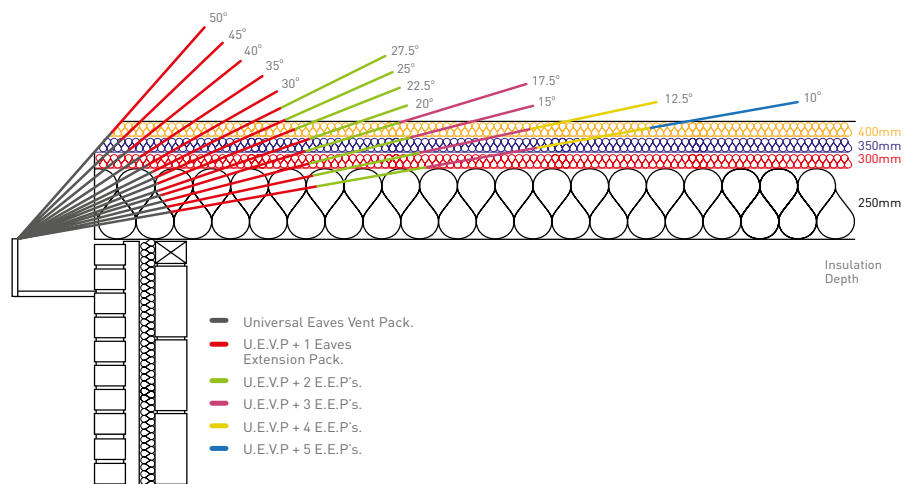 50°
45°
40°
35°
30°
27.5°
25°
22.5°
20°
17.5°
15°
12.5°
10°
400mm
350mm
300mm
250mm
Insulation
Depth
Universal Eaves Vent Pack.
U.E.V.P + 1 Eaves
Extension Pack.
U.E.V.P + 2 E.E.P's.
U.E.V.P + 3 E.E.P's.
U.E.V.P + 4 E.E.P's.
U.E.V.P + 5 E.E.P's.